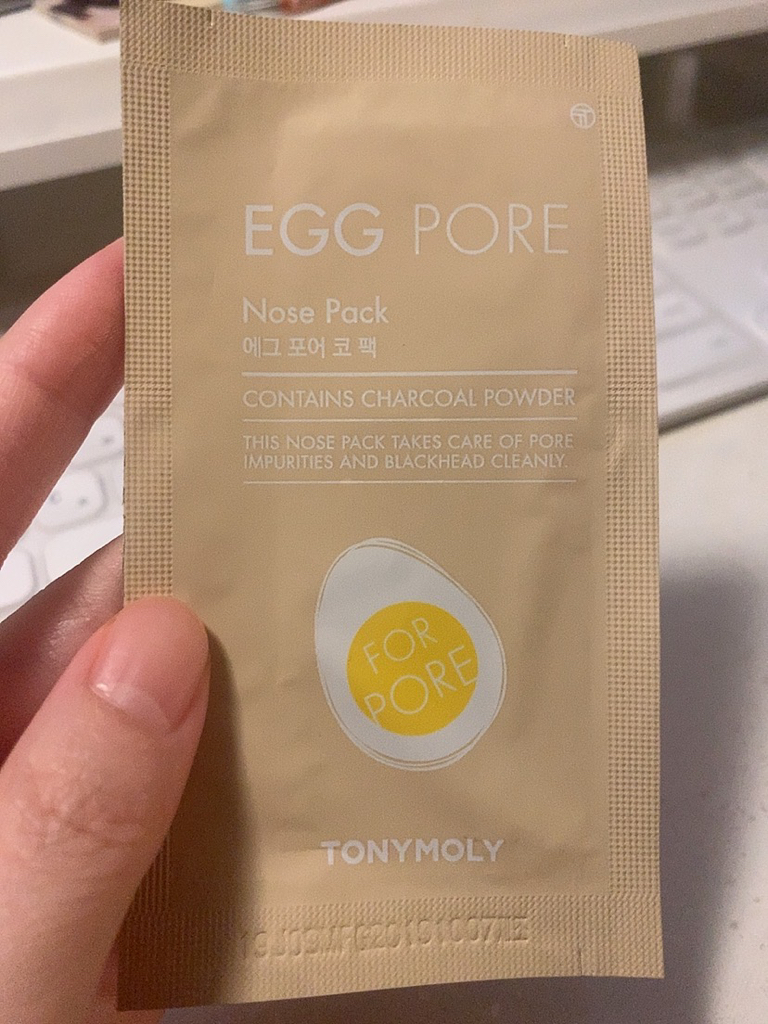 EGG PORE
Nose Pack
에그 포어 코 팩
CONTAINS CHARCOAL POWDER
THIS NOSE PACK TAKES CARE OF PORE
IMPURITIES AND BLACKHEAD CLEANLY.
FOR
PORE
TONYMOLY